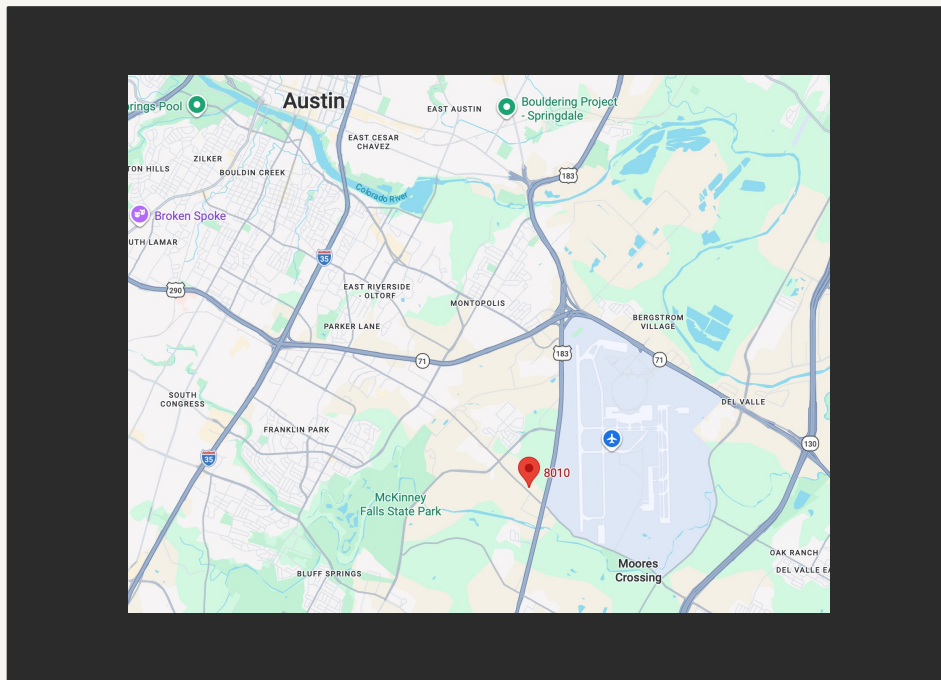 Austin
EAST AUSTIN
Bouldering Project
- Springdale
rings Pool
EAST CESAR
CHAVEZ
ZILKER
TON HILLS
BOULDIN CREEK
183
Colorado River
Broken Spoke
UTH LAMAR
35
290
EAST RIVERSIDE
- OLTORF
MONTOPOLIS
PARKER LANE
BERGSTROM
VILLAGE
183
71
71
SOUTH
CONGRESS
DEL VALLE
FRANKLIN PARK
35
130
8010
McKinney
Falls State Park
OAK RANCH
Moores
Crossing
BLUFF SPRINGS
DEL VALLE EA